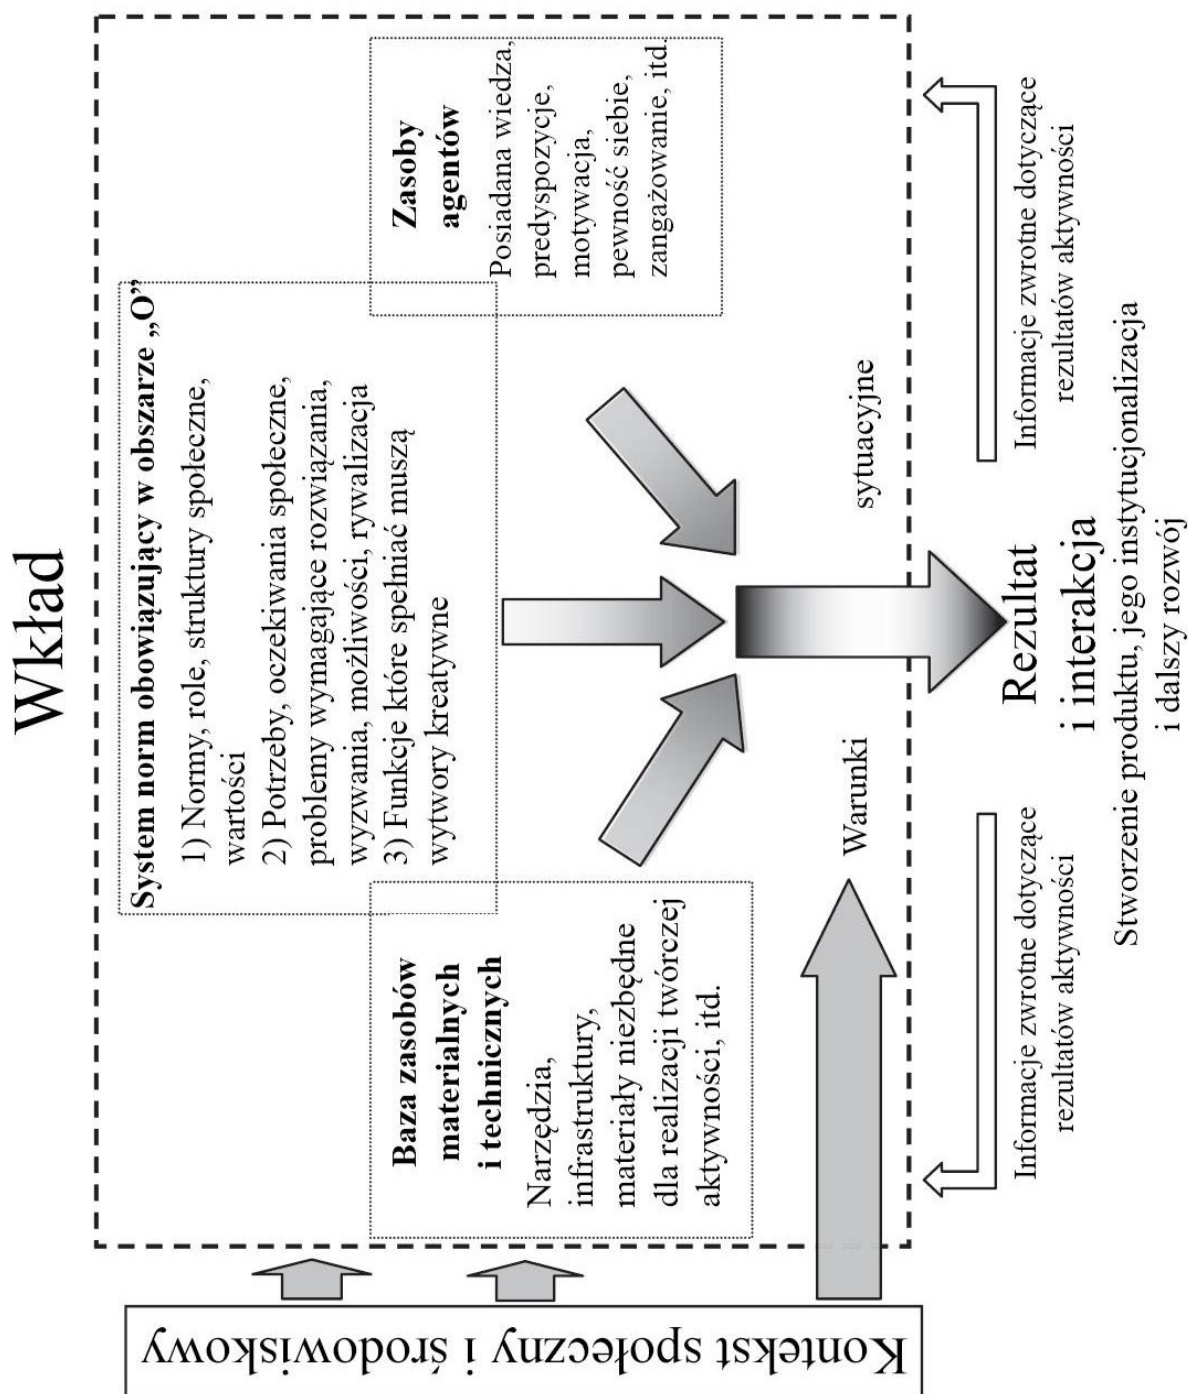 Wkład
System norm obowiązujący w obszarze „O”
1) Normy, role, struktury społeczne,
wartości
2) Potrzeby, oczekiwania społeczne,
problemy wymagające rozwiązania,
wyzwania, możliwości, rywalizacja
3) Funkcje które spełniać muszą
wytwory kreatywne
Baza zasobów
materialnych
i technicznych
Narzędzia,
infrastruktury,
materiały niezbędne
dla realizacji twórczej
aktywności, itd.
Zasoby
agentów
Posiadana wiedza,
predyspozycje,
motywacja,
pewność siebie,
zangażowanie, itd.
Kontekst społeczny i środowiskowy
Warunki
sytuacyjne
Informacje zwrotne dotyczące
rezultatów aktywności
Rezultat
i interakcja
Stworzenie produktu, jego instytucjonalizacja
i dalszy rozwój
Informacje zwrotne dotyczące
rezultatów aktywności